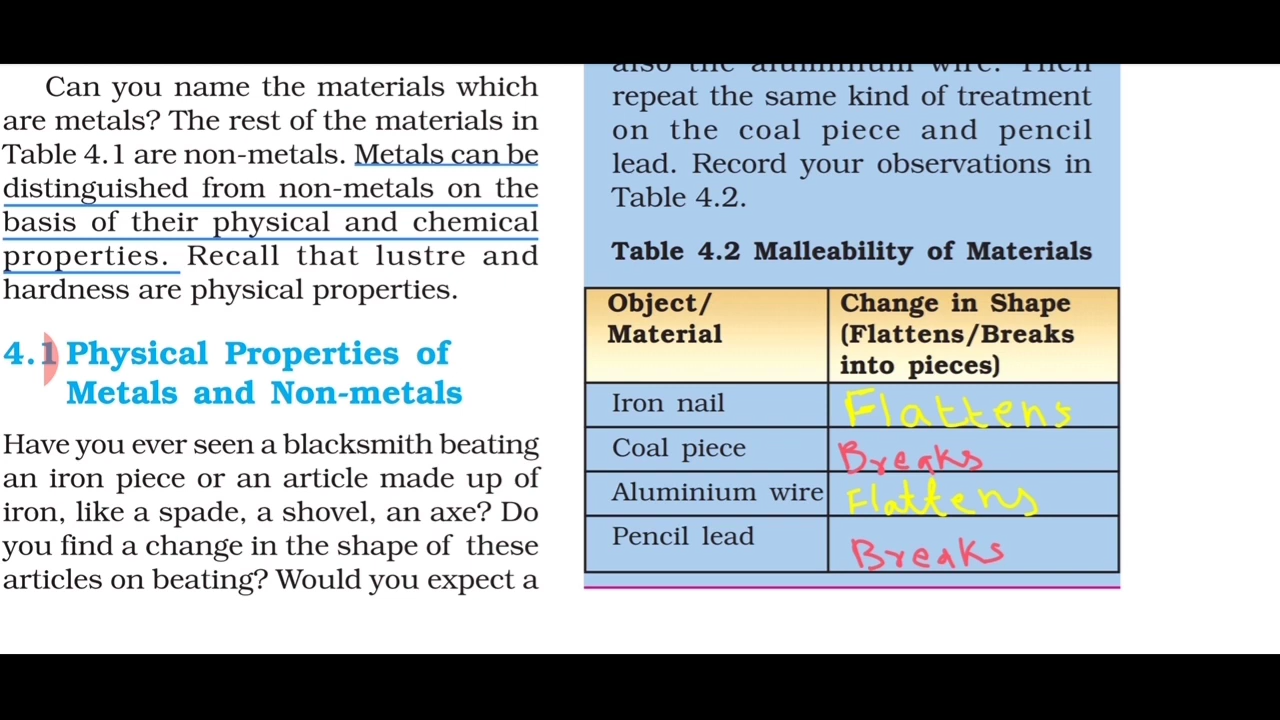 Can you name the materials which
are metals? The rest of the materials in
Table 4.1 are non-metals. Metals can be
distinguished from non-metals on the
basis of their physical and chemical
properties. Recall that lustre and
hardness are physical properties.
4.1 Physical Properties of
Metals and Non-metals
Have you ever seen a blacksmith beating
an iron piece or an article made up of
iron, like a spade, a shovel, an axe? Do
you find a change in the shape of these
articles on beating? Would you expect a
also the aluminium wire. Then
repeat the same kind of treatment
on the coal piece and pencil
lead. Record your observations in
Table 4.2.
Table 4.2 Malleability of Materials
Object/
Material
Change in Shape
(Flattens/Breaks
into pieces)
Iron nail
Flattens
Coal piece
Breaks
Aluminium wire
Flattens
Pencil lead
Breaks